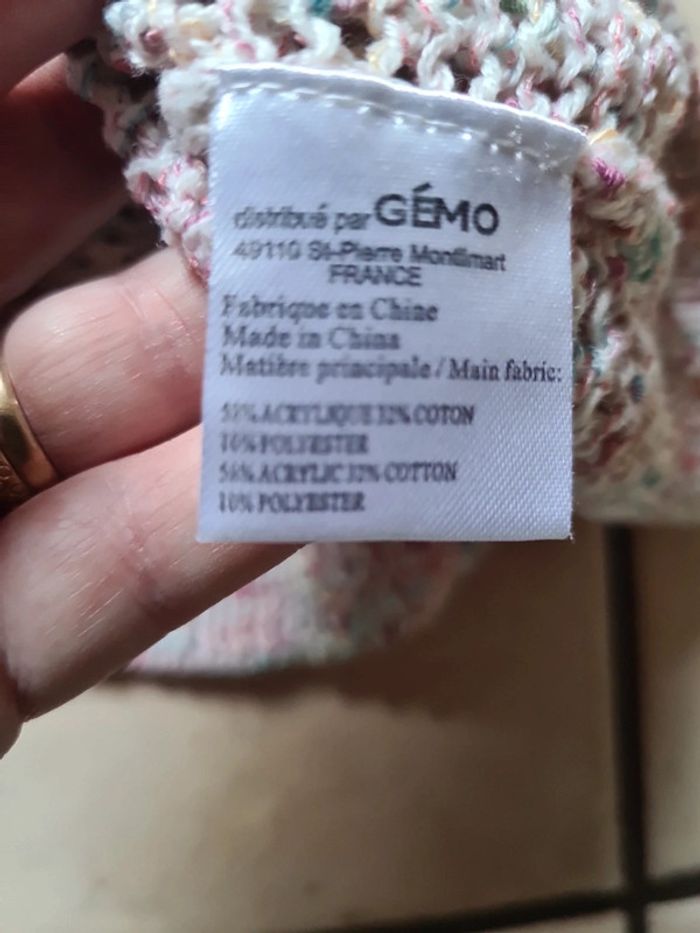 distribué par GÉMO
49110 St-Pierre Montlimart
FRANCE
Fabrique en Chine
Made in China
Matière principale / Main fabric:
58% ACRYLIQUE 32% COTON
10% POLYESTER
58% ACRYLIC 32% COTTON
10% POLYESTER